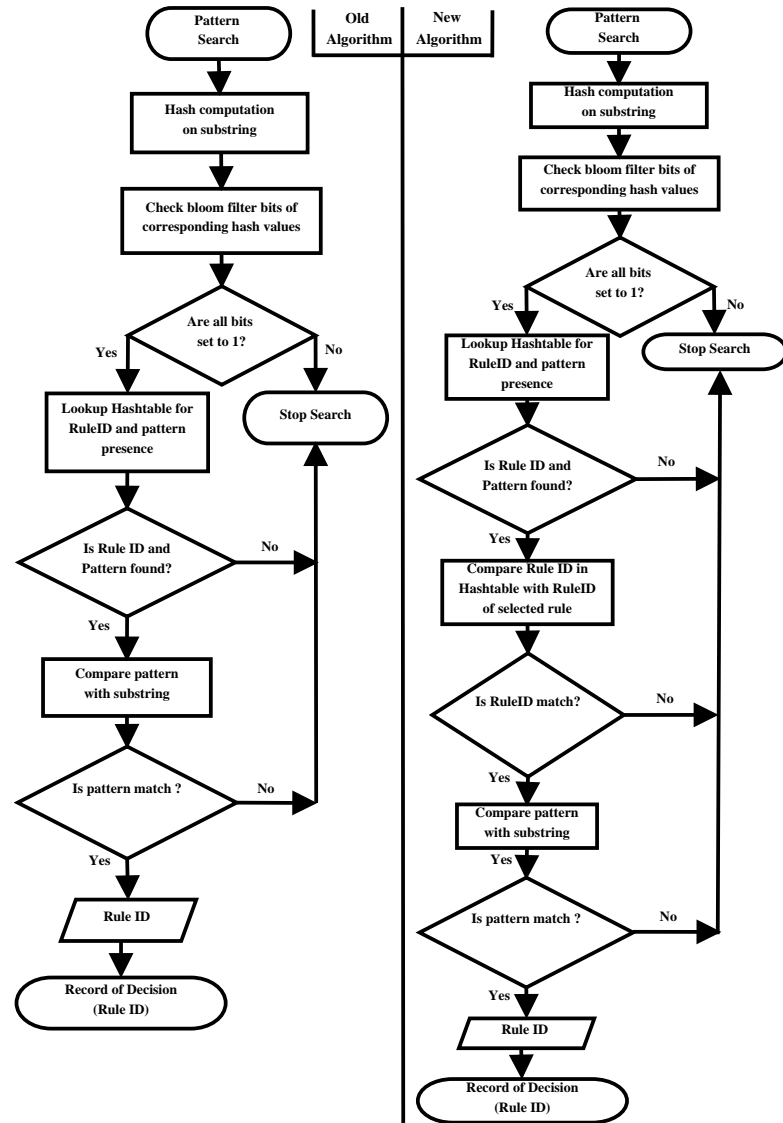 Pattern
Search
Hash computation
on substring
Check bloom filter bits of
corresponding hash values
Are all bits
set to 1?
Yes
No
Lookup Hashtable for
RuleID and pattern
presence
Stop Search
Is Rule ID and
Pattern found?
No
Yes
Compare pattern
with substring
Is pattern match ?
No
Yes
Rule ID
Record of Decision
(Rule ID)
Old
Algorithm
New
Algorithm
Pattern
Search
Hash computation
on substring
Check bloom filter bits of
corresponding hash values
Are all bits
set to 1?
Yes
No
Lookup Hashtable for
RuleID and pattern
presence
Stop Search
Is Rule ID and
Pattern found?
No
Yes
Compare Rule ID in
Hashtable with RuleID
of selected rule
Is RuleID match?
No
Yes
Compare pattern
with substring
Yes
Is pattern match ?
No
Yes
Rule ID
Record of Decision
(Rule ID)